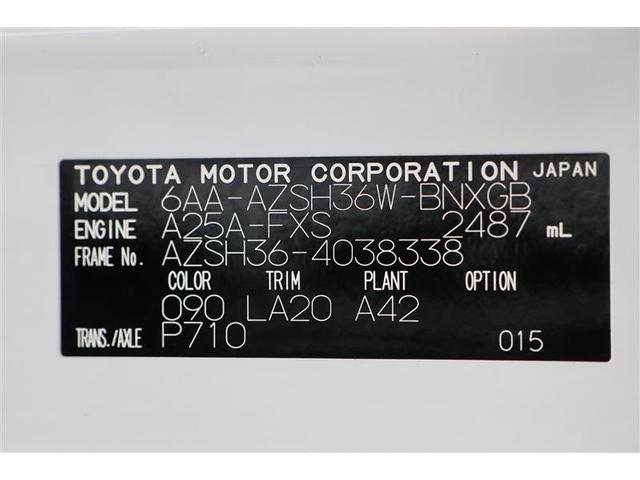 TOYOTA MOTOR CORPORATION JAPAN
MODEL 6AA-AZSH36W-BNXGB
ENGINE A25A-FXS 2487 mL
FRAME No. AZSH36-4038338
COLOR TRIM PLANT OPTION
090 LA20 A42
TRANS./AXLE P710 015